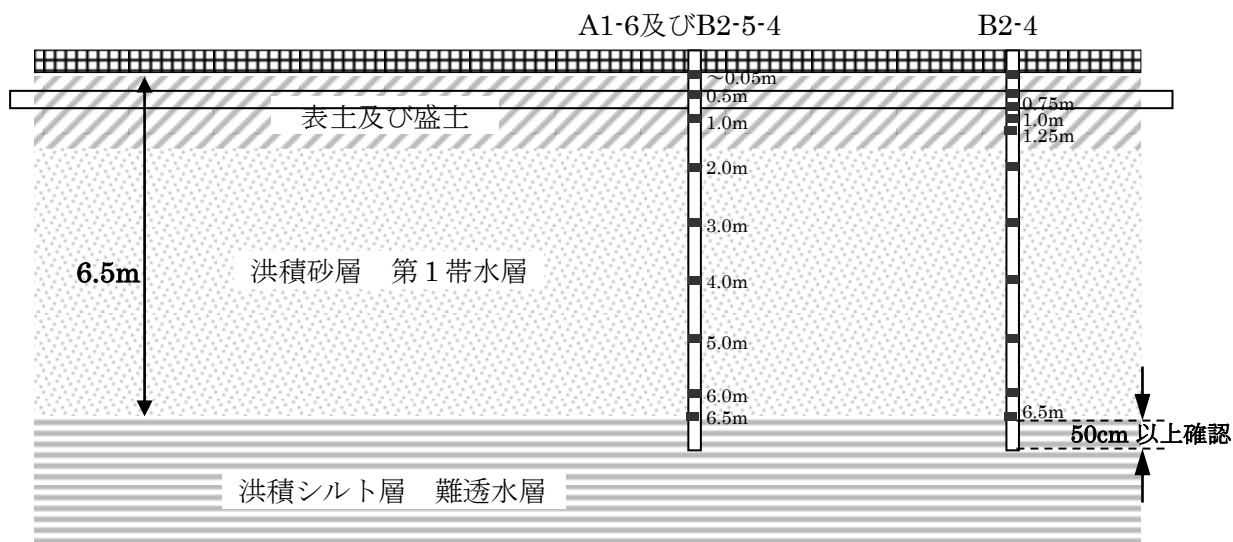 A1-6及びB2-5-4
B2-4
～0.05m
0.5m
0.75m
表土及び盛土
1.0m
1.0m
1.25m
2.0m
3.0m
6.5m
洪積砂層　第１帯水層
4.0m
5.0m
6.0m
6.5m
6.5m
50cm 以上確認
洪積シルト層　難透水層